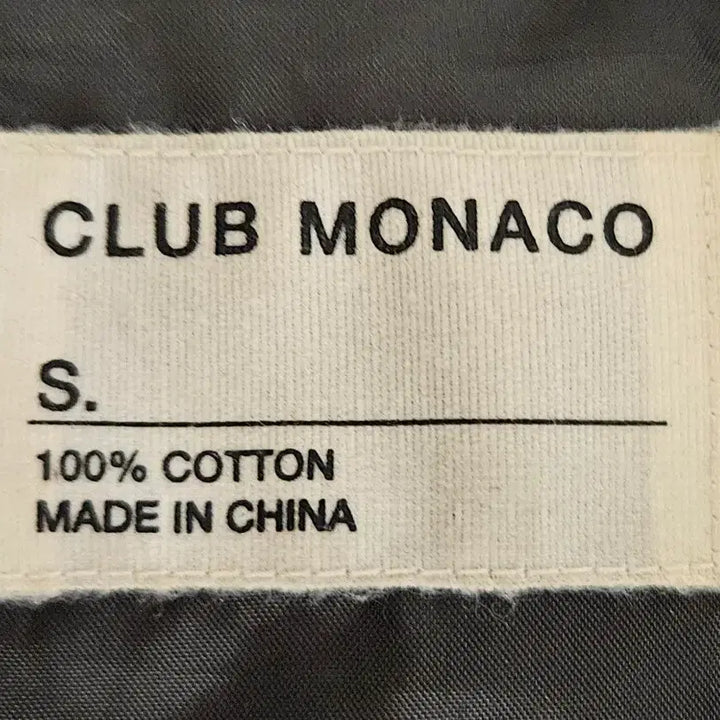 CLUB MONACO
S.
100% COTTON
MADE IN CHINA